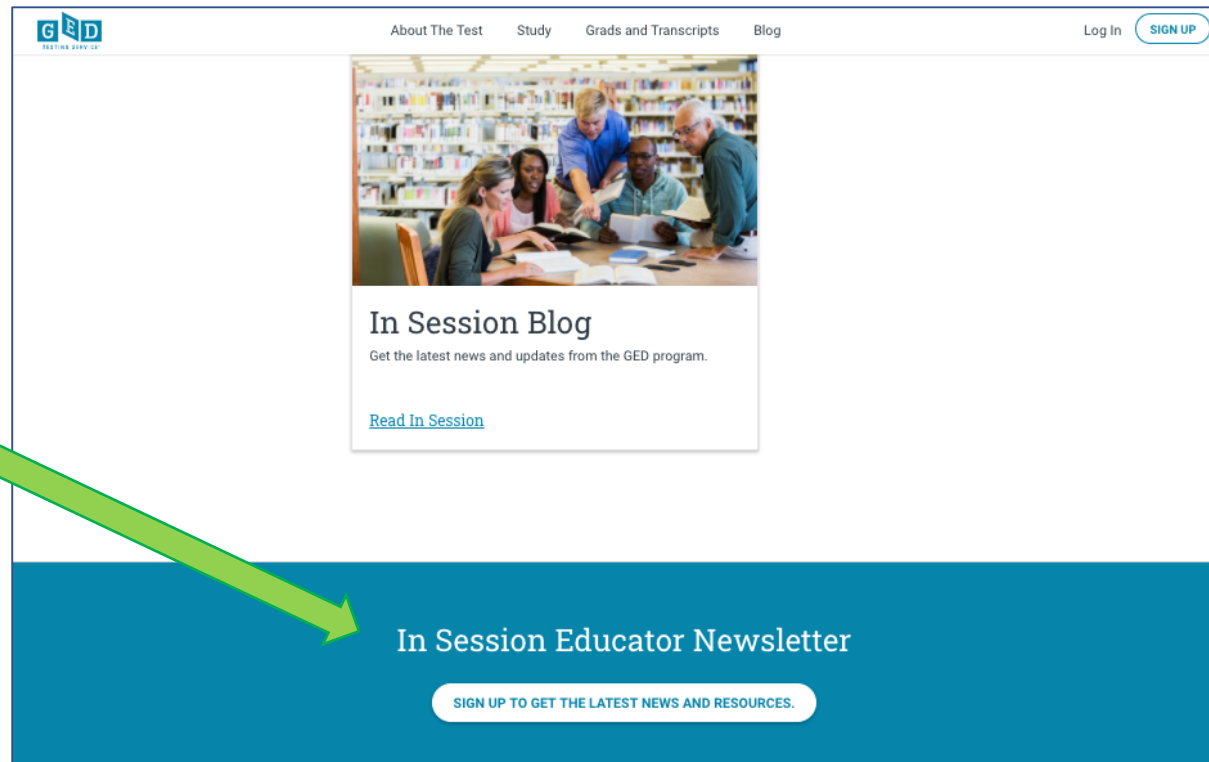 GED
TESTING SERVICE
About The Test Study Grads and Transcripts Blog Log In SIGN UP
In Session Blog
Get the latest news and updates from the GED program.
Read In Session
In Session Educator Newsletter
SIGN UP TO GET THE LATEST NEWS AND RESOURCES.